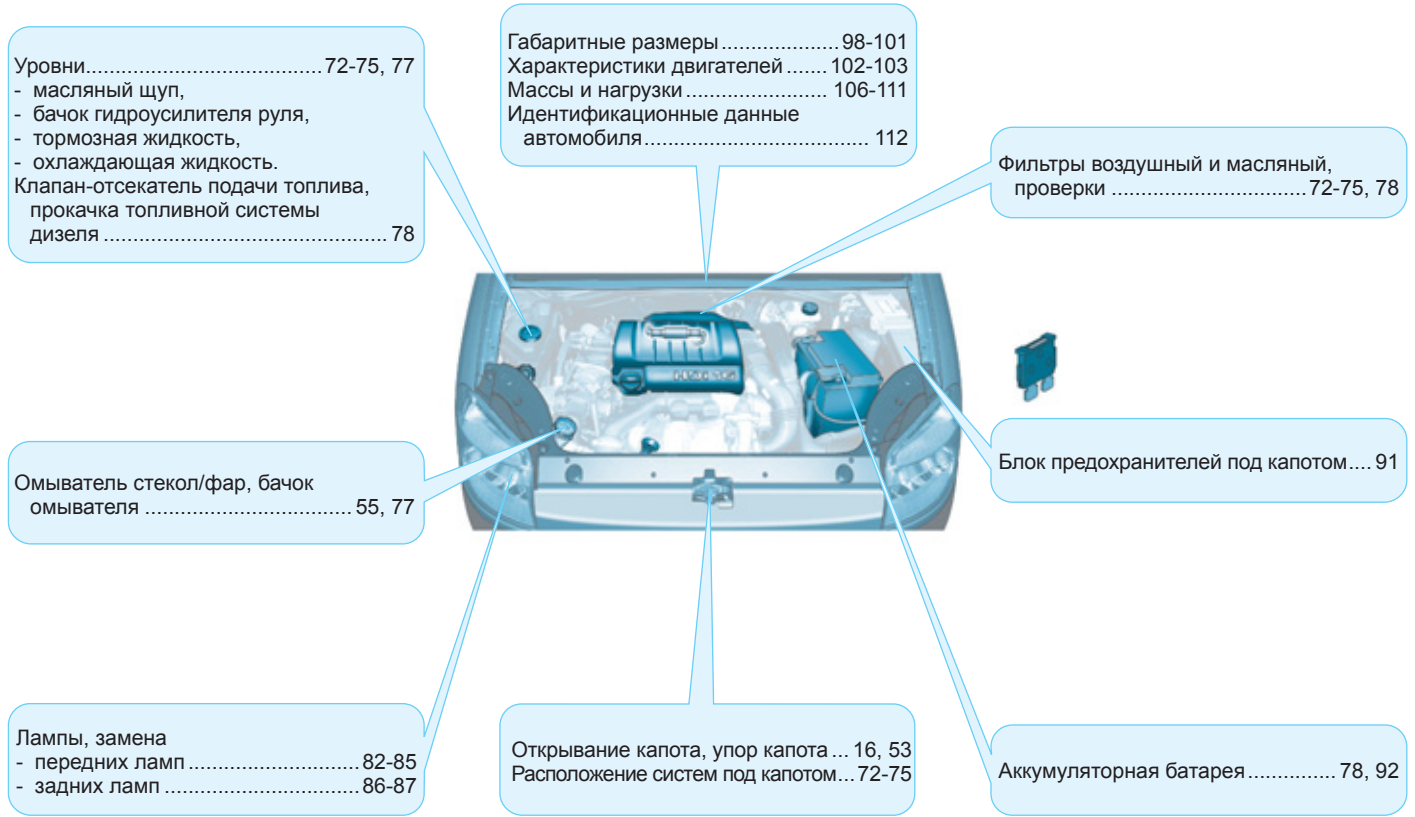 Уровни.................................72-75, 77
- масляный щуп,
- бачок гидроусилителя руля,
- тормозная жидкость,
- охлаждающая жидкость.
Клапан-отсекатель подачи топлива,
прокачка топливной системы
дизеля ................................................ 78
Габаритные размеры.................... 98-101
Характеристики двигателей ....... 102-103
Массы и нагрузки ........................ 106-111
Идентификационные данные
автомобиля...................................... 112
Фильтры воздушный и масляный,
проверки .................................72-75, 78
Омыватель стекол/фар, бачок
омывателя ................................... 55, 77
Блок предохранителей под капотом.... 91
Лампы, замена
- передних ламп .............................82-85
- задних ламп .................................86-87
Открывание капота, упор капота ... 16, 53
Расположение систем под капотом...72-75
Аккумуляторная батарея ............... 78, 92